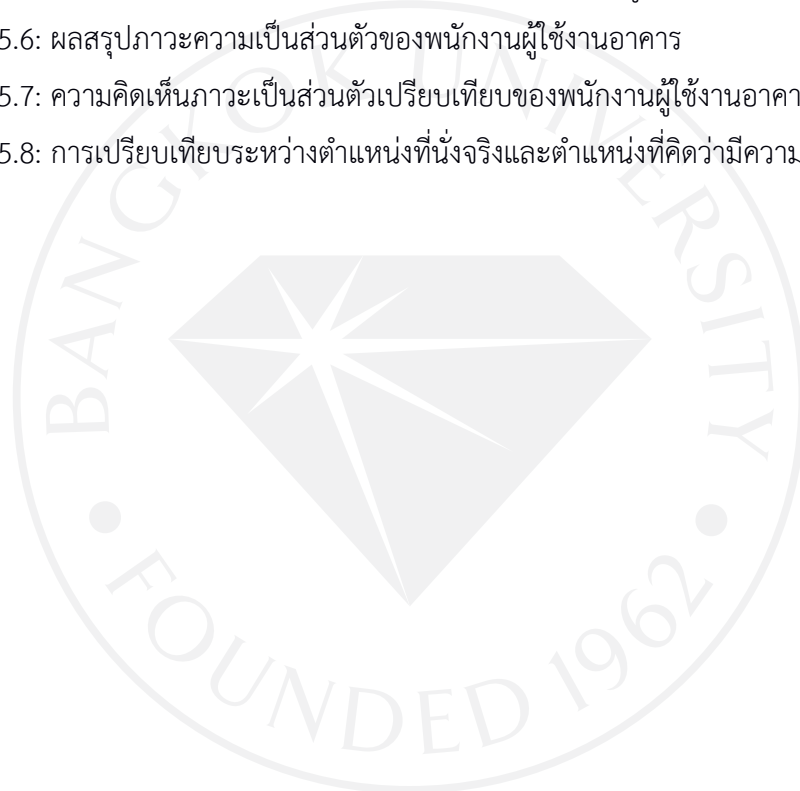 5.6: ผลสรุปภาวะความเป็นส่วนตัวของพนักงานผู้ใช้งานอาคาร
5.7: ความคิดเห็นภาวะเป็นส่วนตัวเปรียบเทียบของพนักงานผู้ใช้งานอาคา
5.8: การเปรียบเทียบระหว่างตำแหน่งที่นั่งจริงและตำแหน่งที่คิดว่ามีความ
BANGKOK UNIVERSITY
FOUNDED 1962